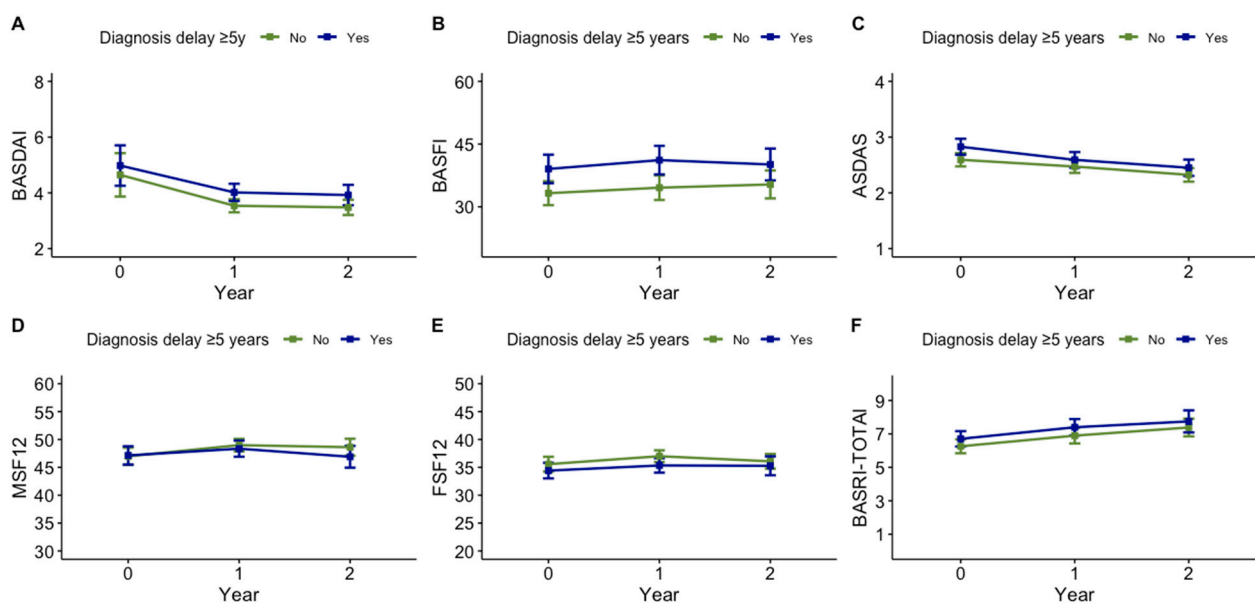 A
Diagnosis delay ≥5y No Yes
BASDAI
8
6
4
2
0 1 2
Year
B
Diagnosis delay ≥5 years No Yes
BASFI
60
45
30
0 1 2
Year
C
Diagnosis delay ≥5 years No Yes
ASDAS
4
3
2
1
0 1 2
Year
D
Diagnosis delay ≥5 years No Yes
MSF12
60
55
50
45
40
35
30
0 1 2
Year
E
Diagnosis delay ≥5 years No Yes
FSF12
50
45
40
35
30
25
20
0 1 2
Year
F
Diagnosis delay ≥5 years No Yes
BASRI-TOTAl
9
7
5
3
1
0 1 2
Year